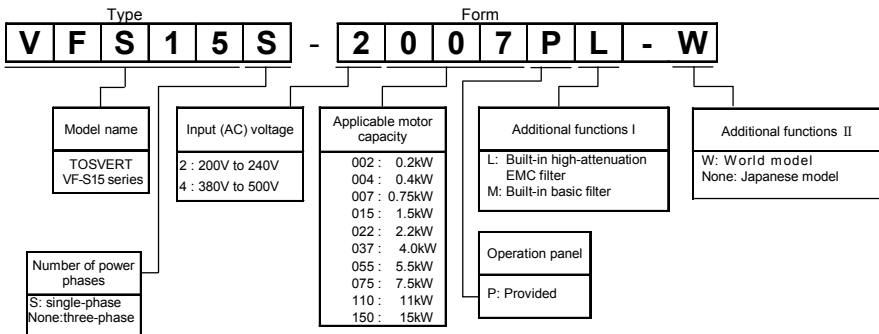 Type
Form
V F S 1 5 S - 2 0 0 7 P L - W
Model name
TOSVERT
VF-S15 series
Number of power
phases
S: single-phase
None:three-phase
Input (AC) voltage
2 : 200V to 240V
4 : 380V to 500V
Applicable motor
capacity
002 : 0.2kW
004 : 0.4kW
007 : 0.75kW
015 : 1.5kW
022 : 2.2kW
037 : 4.0kW
055 : 5.5kW
075 : 7.5kW
110 : 11kW
150 : 15kW
Operation panel
P: Provided
Additional functions I
L: Built-in high-attenuation
EMC filter
M: Built-in basic filter
Additional functions Ⅱ
W: World model
None: Japanese model